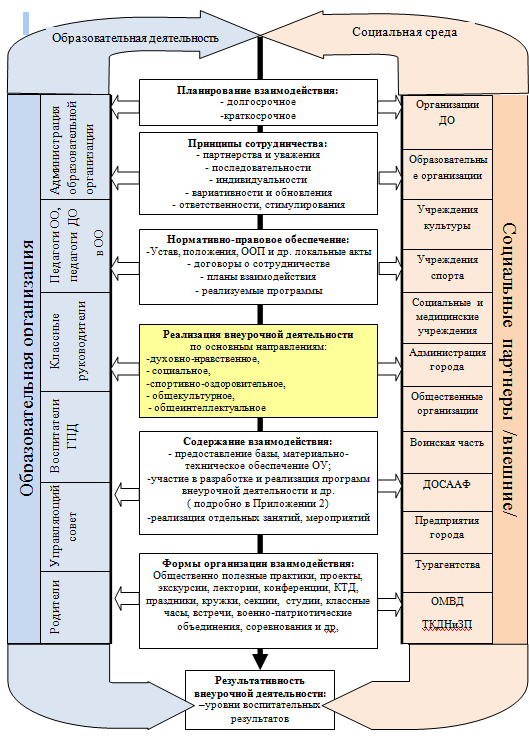 Образовательная деятельность
Социальная среда
Образовательная организация
Администрация
образовательной
организации
Педагоги ОО,
педагоги ДО
в ОО
Классные
руководители
Воспитатели
ГПД
Управляющий
совет
Родители
Планирование взаимодействия:
- долгосрочное
-краткосрочное
Принципы сотрудничества:
- партнерства и уважения
- последовательности
- индивидуальности
- вариативности и обновления
- ответственности, стимулирования
Нормативно-правовое обеспечение:
-Устав, положения, ООП и др. локальные акты
- договоры о сотрудничестве
- планы взаимодействия
- реализуемые программы
Реализация внеурочной деятельности
по основным направлениям:
-духовно-нравственное,
- социальное,
-спортивно-оздоровительное,
- общекультурное,
- общеинтеллектуальное
Содержание взаимодействия:
- предоставление базы, материально-
техническое обеспечение ОУ;
-участие в разработке и реализация программ
внеурочной деятельности и др.
( подробно в Приложении 2)
-реализация отдельных занятий, мероприятий
Формы организации взаимодействия:
Общественно полезные практики, проекты,
экскурсии, лектории, конференции, КТД,
праздники, кружки, секции, студии, классные
часы, встречи, военно-патриотические
объединения, соревнования и др,
Результативность
внеурочной деятельности:
–уровни воспитательных
результатов
Организации
ДО
Образовательны
е организации
Учреждения
культуры
Учреждения
спорта
Социальные и
медицинские
учреждения
Администрация
города
Общественные
организации
Воинская часть
ДОСААФ
Предприятия
города
Турагентства
ОМВД
ТКДНиЗП
Социальные партнеры /внешние/